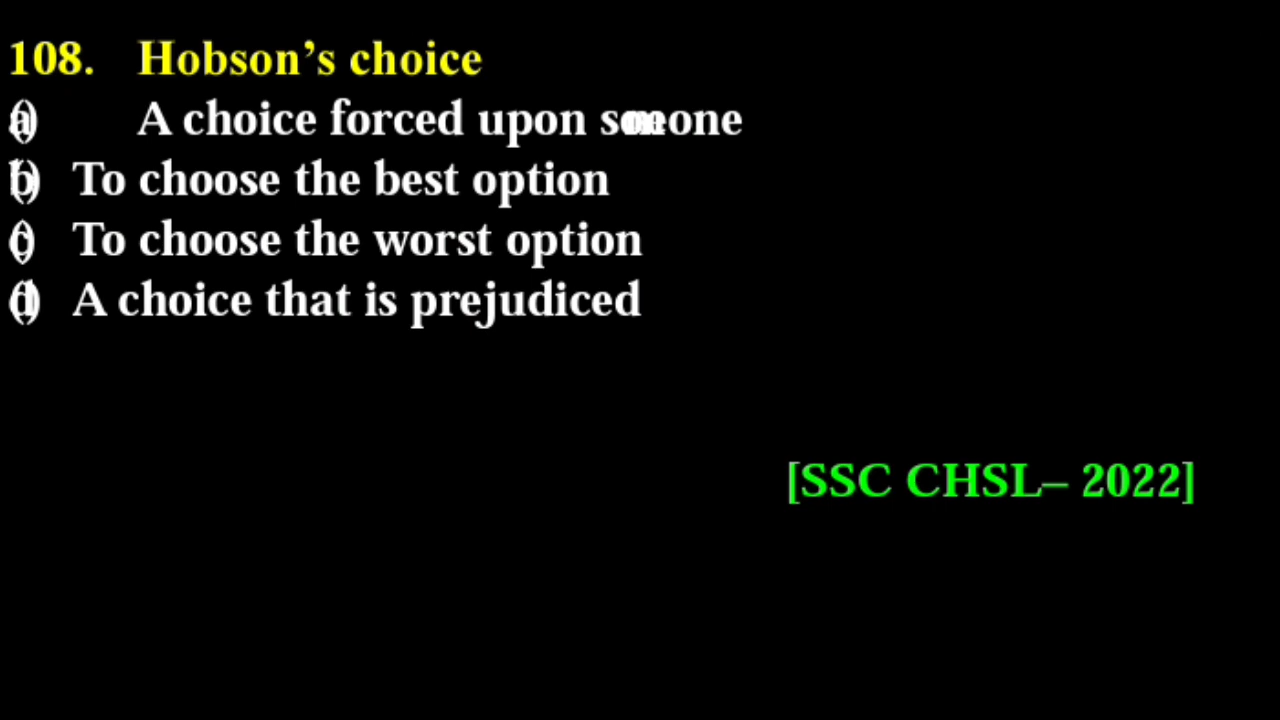 108. Hobson’s choice
(a) A choice forced upon someone
(b) To choose the best option
(c) To choose the worst option
(d) A choice that is prejudiced
[SSC CHSL– 2022]